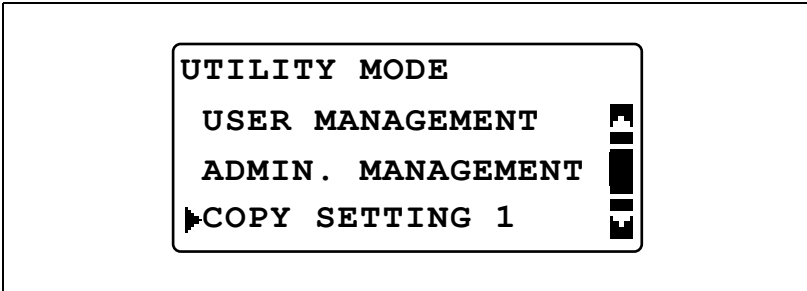 UTILITY MODE
USER MANAGEMENT
ADMIN. MANAGEMENT
COPY SETTING 1